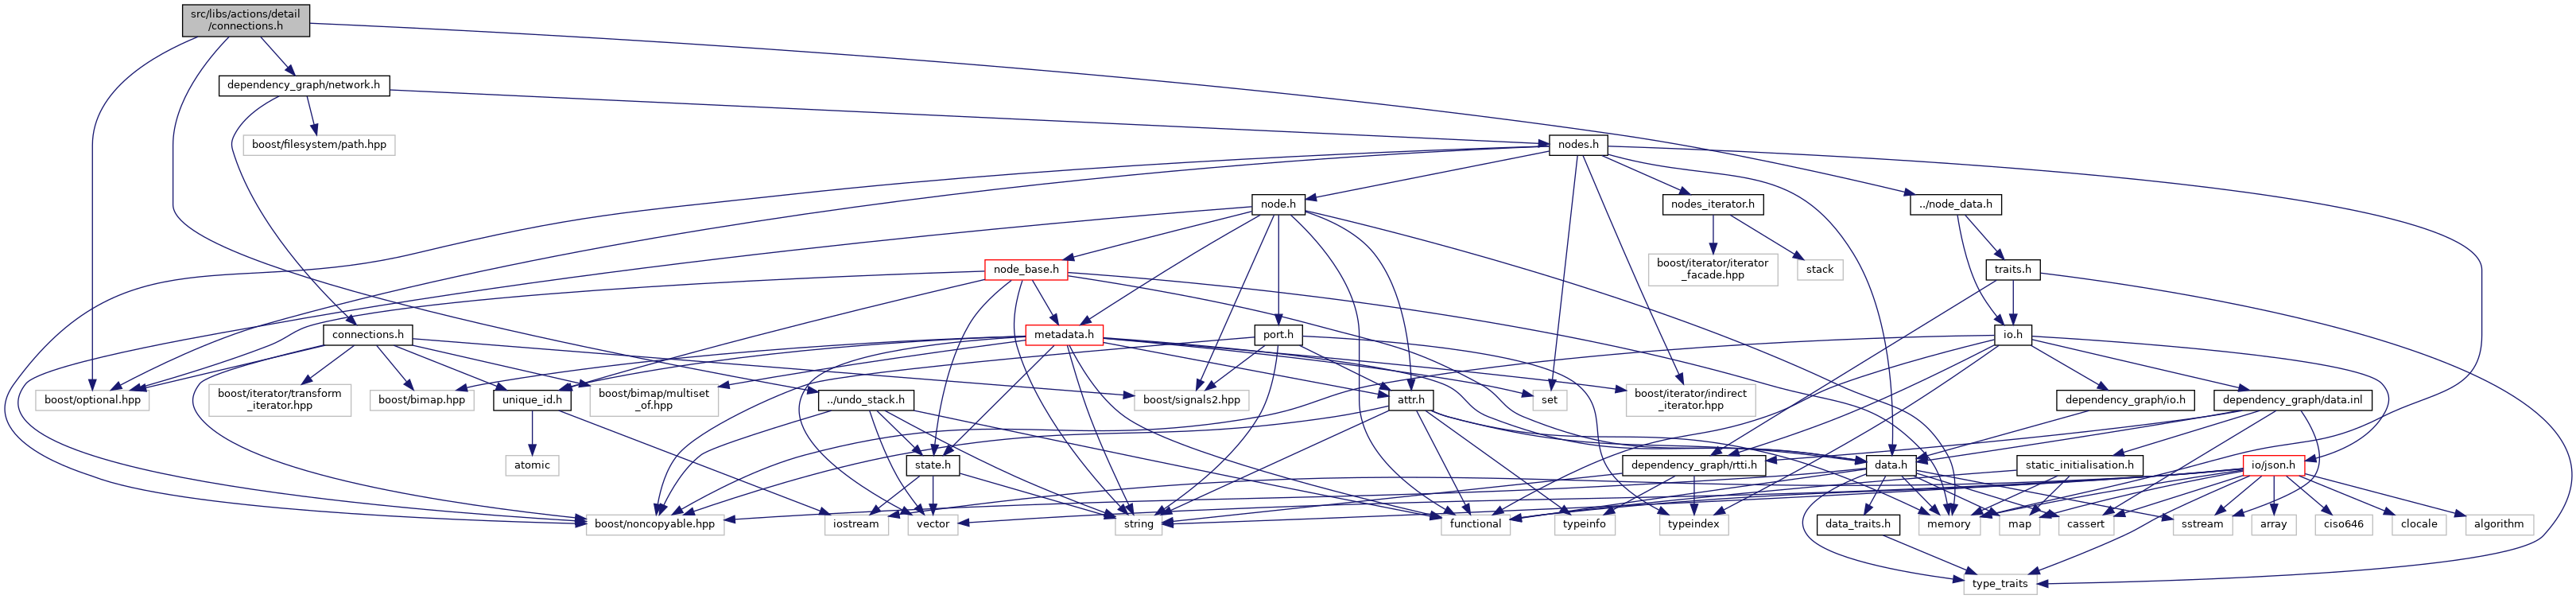 src/libs/actions/detail
/connections.h
dependency_graph/network.h
boost/filesystem/path.hpp
nodes.h
node.h
nodes_iterator.h
../node_data.h
node_base.h
boost/iterator/iterator
_facade.hpp
stack
traits.h
connections.h
metadata.h
port.h
io.h
boost/optional.hpp
boost/iterator/transform
_iterator.hpp
boost/bimap.hpp
unique_id.h
boost/bimap/multiset
_of.hpp
../undo_stack.h
boost/signals2.hpp
attr.h
set
boost/iterator/indirect
_iterator.hpp
dependency_graph/io.h
dependency_graph/data.inl
atomic
state.h
dependency_graph/rtti.h
data.h
static_initialisation.h
io/json.h
boost/noncopyable.hpp
iostream
vector
string
functional
typeinfo
typeindex
data_traits.h
memory
map
cassert
sstream
array
ciso646
clocale
algorithm
type_traits